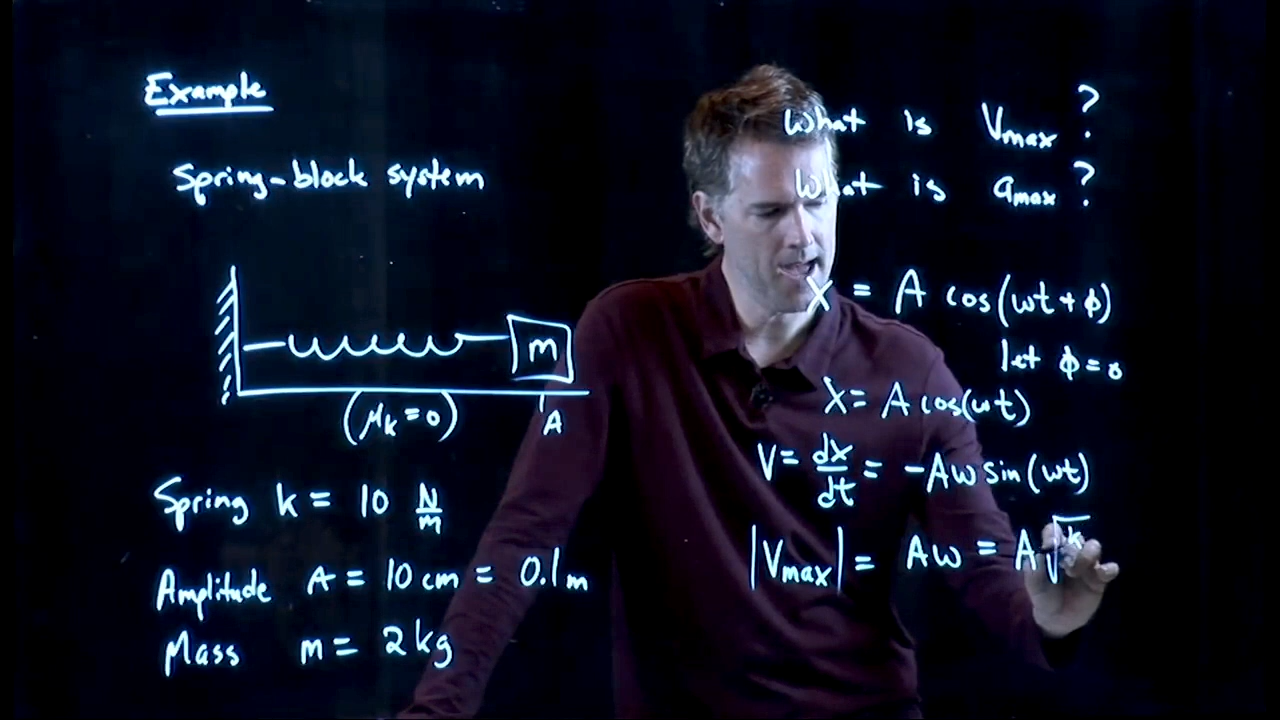 Example
Spring-block system
m
(μk = 0)
A
Spring k = 10 N/m
Amplitude A = 10 cm = 0.1 m
Mass m = 2 kg
What is Vmax?
What is amax?
X = A cos(ωt + ϕ)
let ϕ = 0
X = A cos(ωt)
V = dx/dt = -Aω sin(ωt)
|Vmax| = Aω = A√k